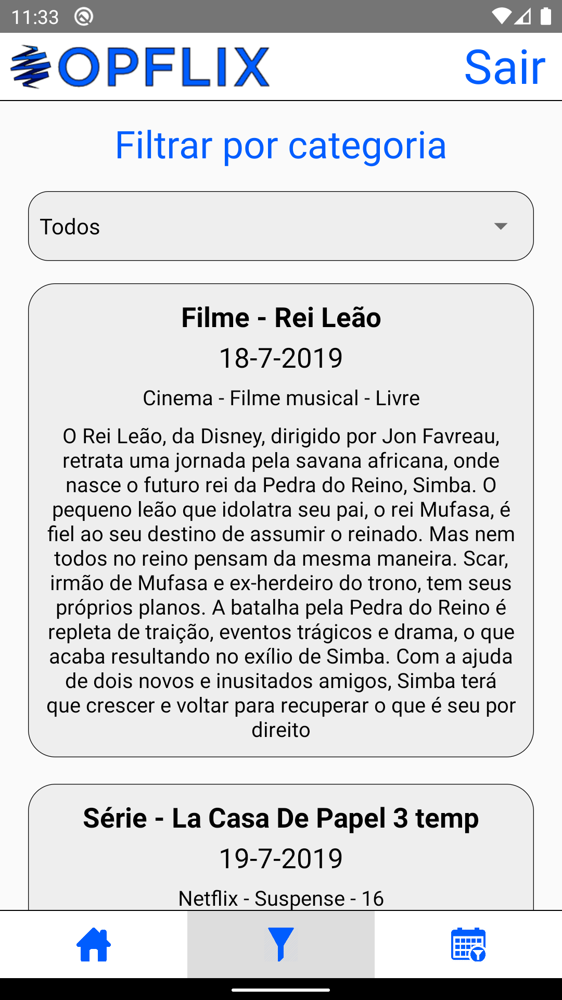 11:33
OPFLIX
Sair
Filtrar por categoria
Todos
Filme - Rei Leão
18-7-2019
Cinema - Filme musical - Livre
O Rei Leão, da Disney, dirigido por Jon Favreau,
retrata uma jornada pela savana africana, onde
nasce o futuro rei da Pedra do Reino, Simba. O
pequeno leão que idolatra seu pai, o rei Mufasa, é
fiel ao seu destino de assumir o reinado. Mas nem
todos no reino pensam da mesma maneira. Scar,
irmão de Mufasa e ex-herdeiro do trono, tem seus
próprios planos. A batalha pela Pedra do Reino é
repleta de traição, eventos trágicos e drama, o que
acaba resultando no exílio de Simba. Com a ajuda
de dois novos e inusitados amigos, Simba terá
que crescer e voltar para recuperar o que é seu por
direito
Série - La Casa De Papel 3 temp
19-7-2019
Netflix - Suspense - 16